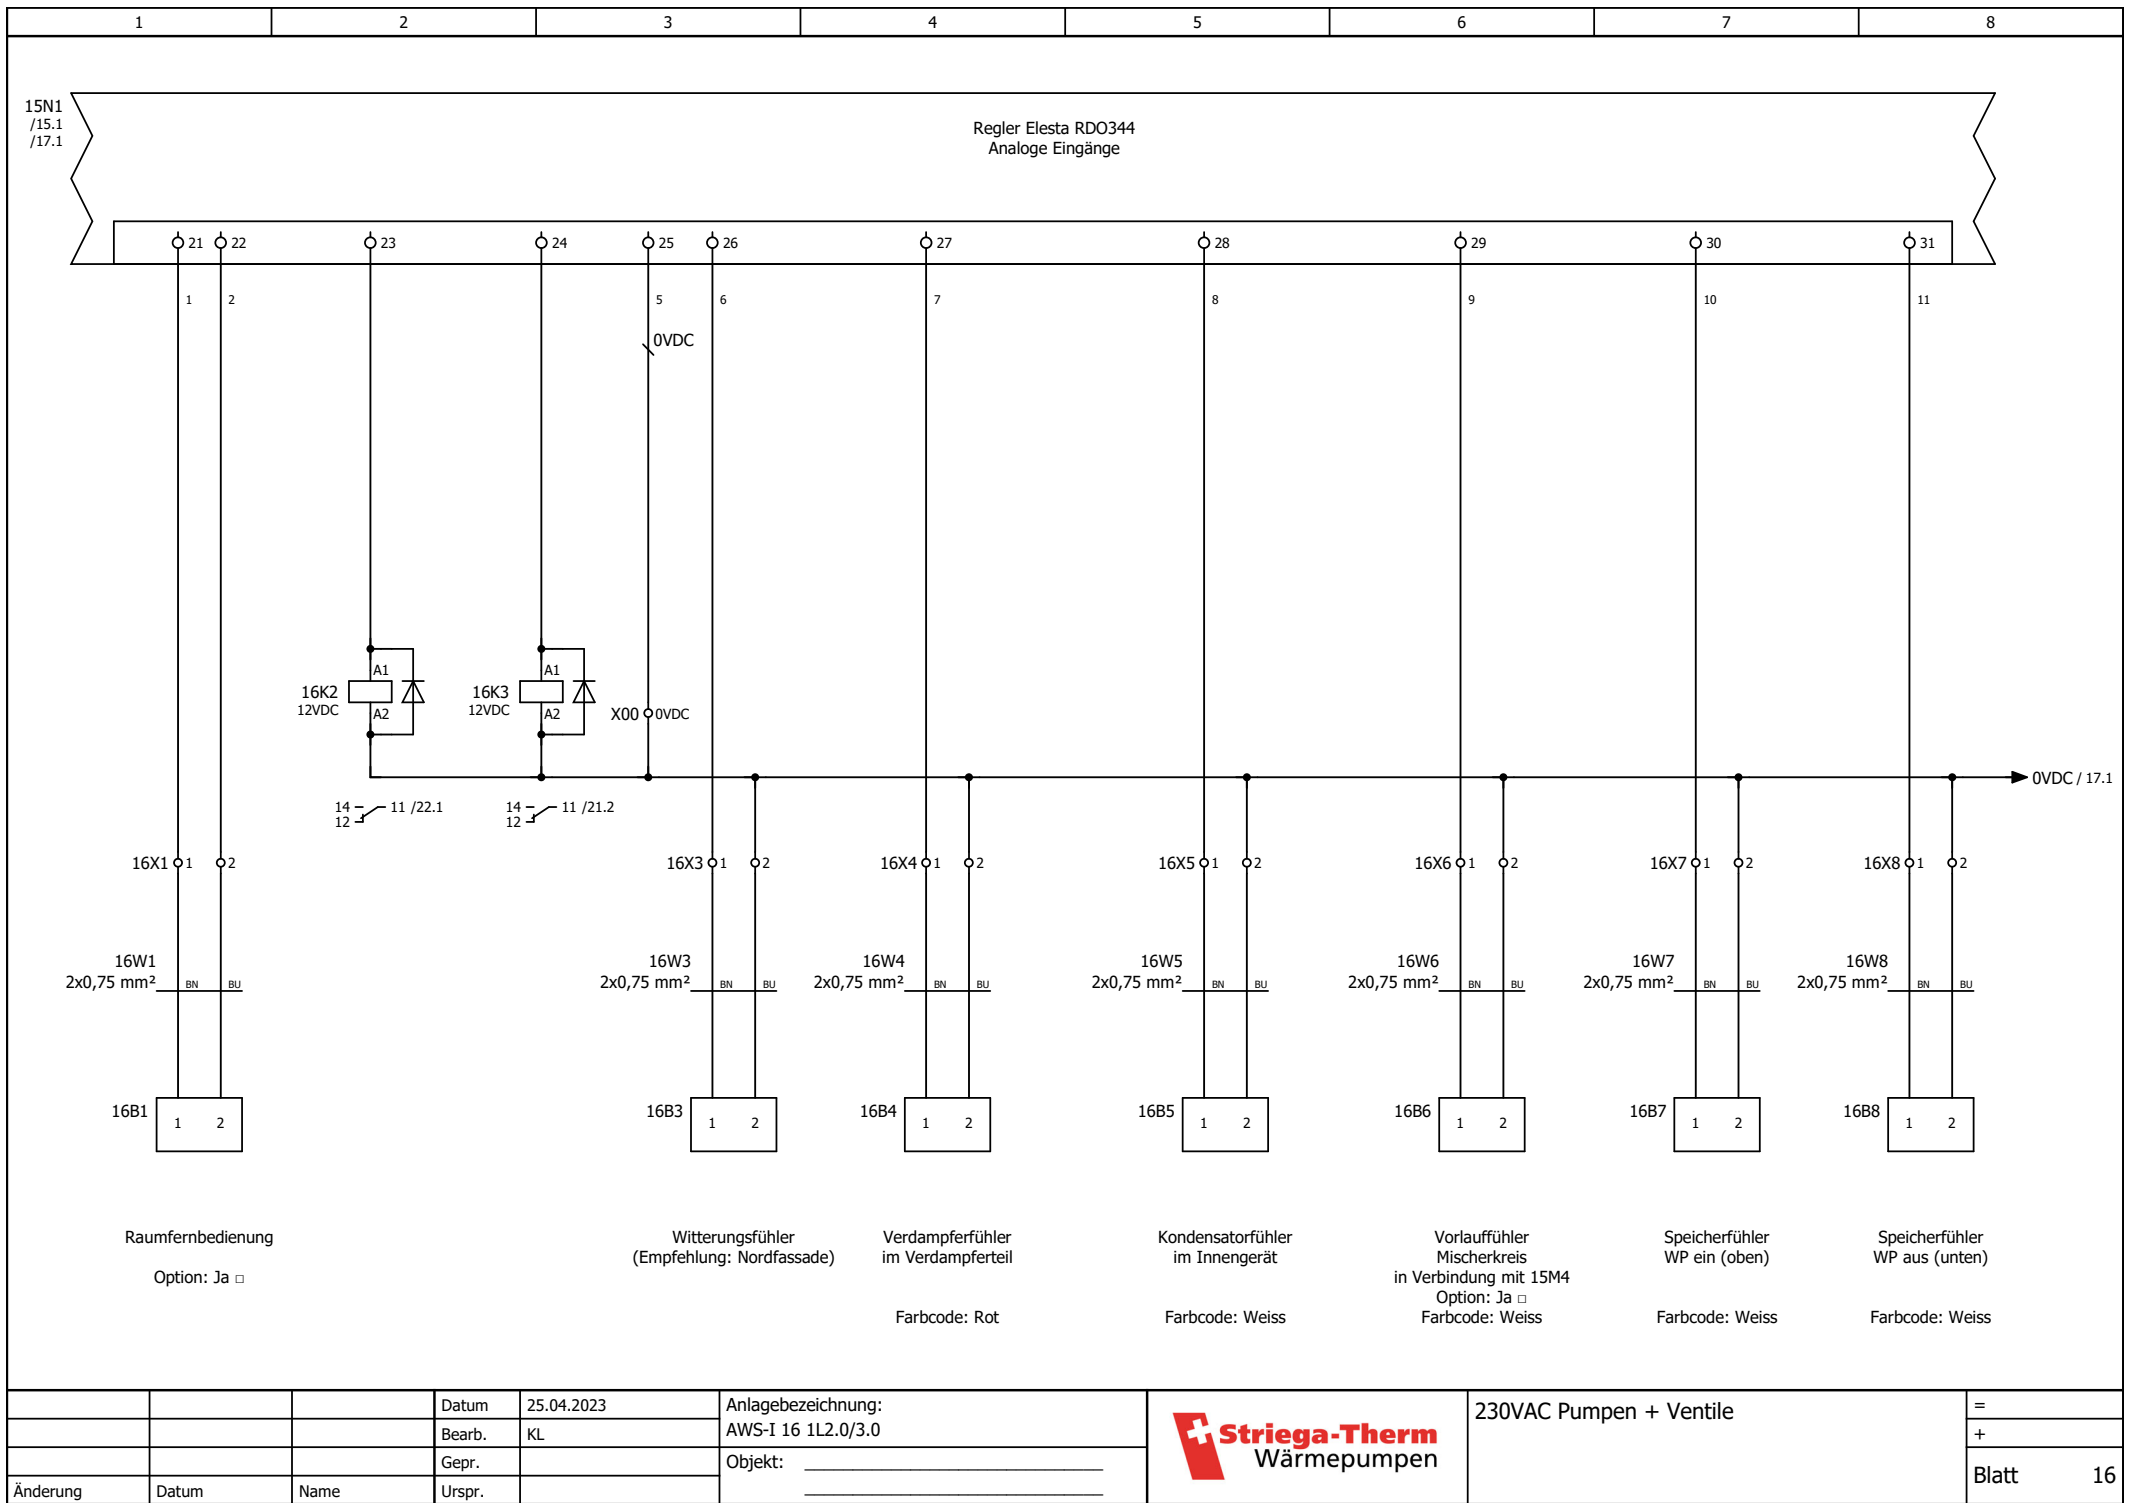 1 2 3 4 5 6 7 8
15N1
/15.1
/17.1
Regler Elesta RDO344
Analoge Eingänge
21 22 23 24 25 26 27 28 29 30 31
1 2 5 6 7 8 9 10 11
0VDC
A1 A1
16K2 16K3
12VDC 12VDC
A2 A2
X00 0VDC
0VDC / 17.1
14 11 /22.1 14 11 /21.2
12 12
16X1 1 2 16X3 1 2 16X4 1 2 16X5 1 2 16X6 1 2 16X7 1 2 16X8 1 2
16W1 16W3 16W4 16W5 16W6 16W7 16W8
2x0,75 mm² BN BU 2x0,75 mm² BN BU 2x0,75 mm² BN BU 2x0,75 mm² BN BU 2x0,75 mm² BN BU 2x0,75 mm² BN BU 2x0,75 mm² BN BU
16B1 1 2 16B3 1 2 16B4 1 2 16B5 1 2 16B6 1 2 16B7 1 2 16B8 1 2
Raumfernbedienung
Option: Ja □
Witterungsfühler
(Empfehlung: Nordfassade)
Verdampferfühler
im Verdampferteil
Farbcode: Rot
Kondensatorfühler
im Innengerät
Farbcode: Weiss
Vorlauffühler
Mischerkreis
in Verbindung mit 15M4
Option: Ja □
Farbcode: Weiss
Speicherfühler
WP ein (oben)
Farbcode: Weiss
Speicherfühler
WP aus (unten)
Farbcode: Weiss
Datum 25.04.2023
Bearb. KL
Gepr.
Änderung Datum Name Urspr.
Anlagebezeichnung:
AWS-I 16 1L2.0/3.0
Objekt:
Striega-Therm
Wärmepumpen
230VAC Pumpen + Ventile
=
+
Blatt 16